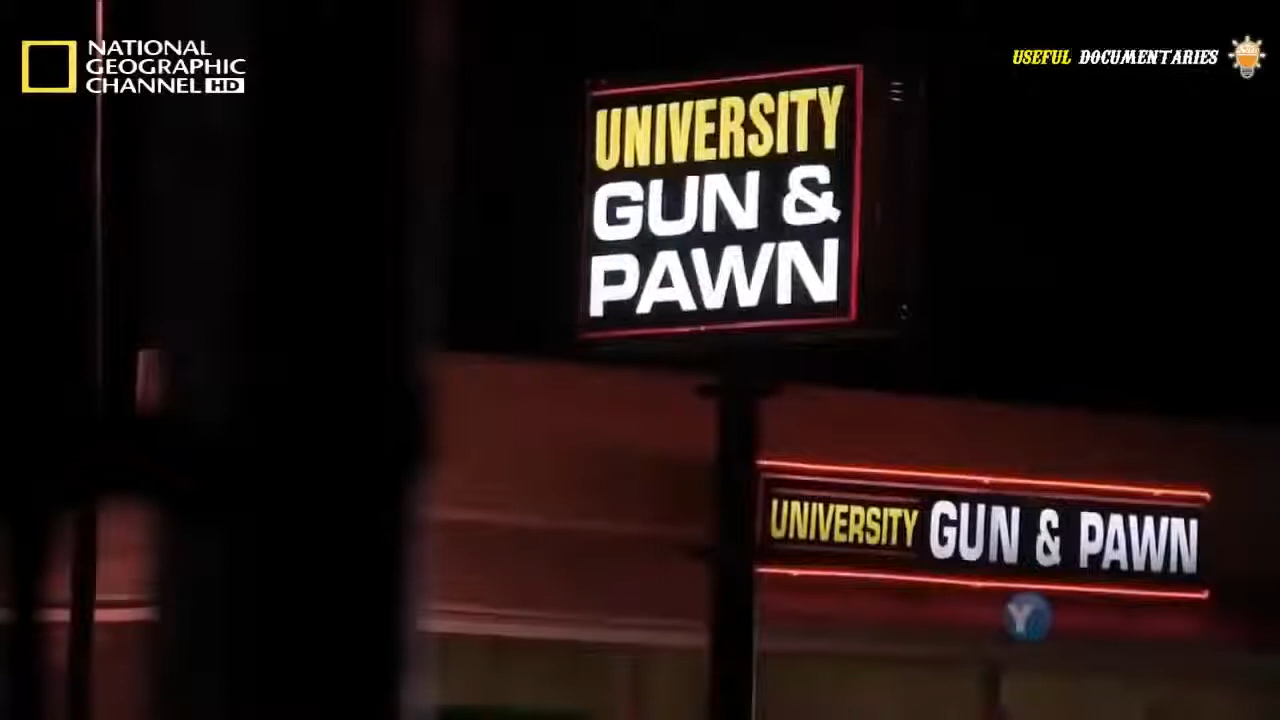 NATIONAL
GEOGRAPHIC
CHANNEL HD
USEFUL DOCUMENTARIES
UNIVERSITY
GUN &
PAWN
UNIVERSITY GUN & PAWN
Y